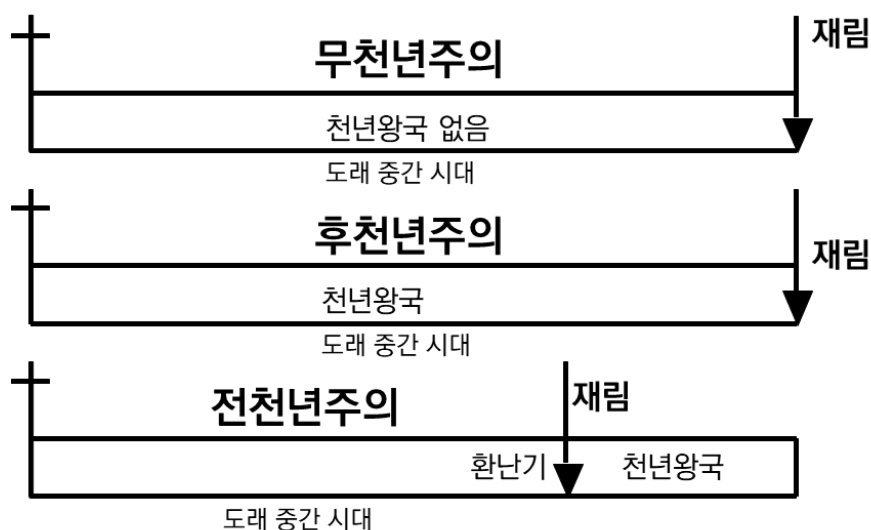 재림
무천년주의
천년왕국 없음
도래 중간 시대
후천년주의
재림
천년왕국
도래 중간 시대
전천년주의
재림
환난기
천년왕국
도래 중간 시대